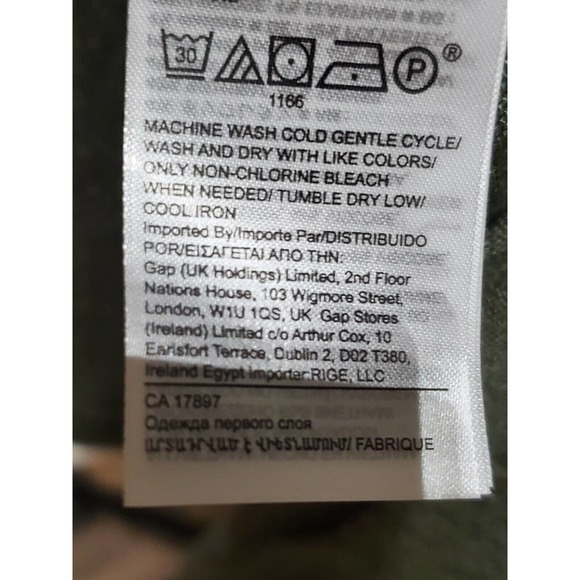 30 P ®
1166
MACHINE WASH COLD GENTLE CYCLE/
WASH AND DRY WITH LIKE COLORS/
ONLY NON-CHLORINE BLEACH
WHEN NEEDED/ TUMBLE DRY LOW/
COOL IRON
Imported By/Importe Par/DISTRIBUIDO
POR/ΕΙΣΑΓΕΤΑΙ ΑΠΟ ΤΗΝ:
Gap (UK Holdings) Limited, 2nd Floor
Nations House, 103 Wigmore Street,
London, W1U 1QS, UK Gap Stores
(Ireland) Limited c/o Arthur Cox, 10
Earlsfort Terrace, Dublin 2, D02 T380,
Ireland Egypt importer:RIGE, LLC
CA 17897
Одежда первого слоя
ԱՐՏԱԴՐՎԱԾ Է ՎԻԵՏՆԱՄՈՒՄ/ FABRIQUE